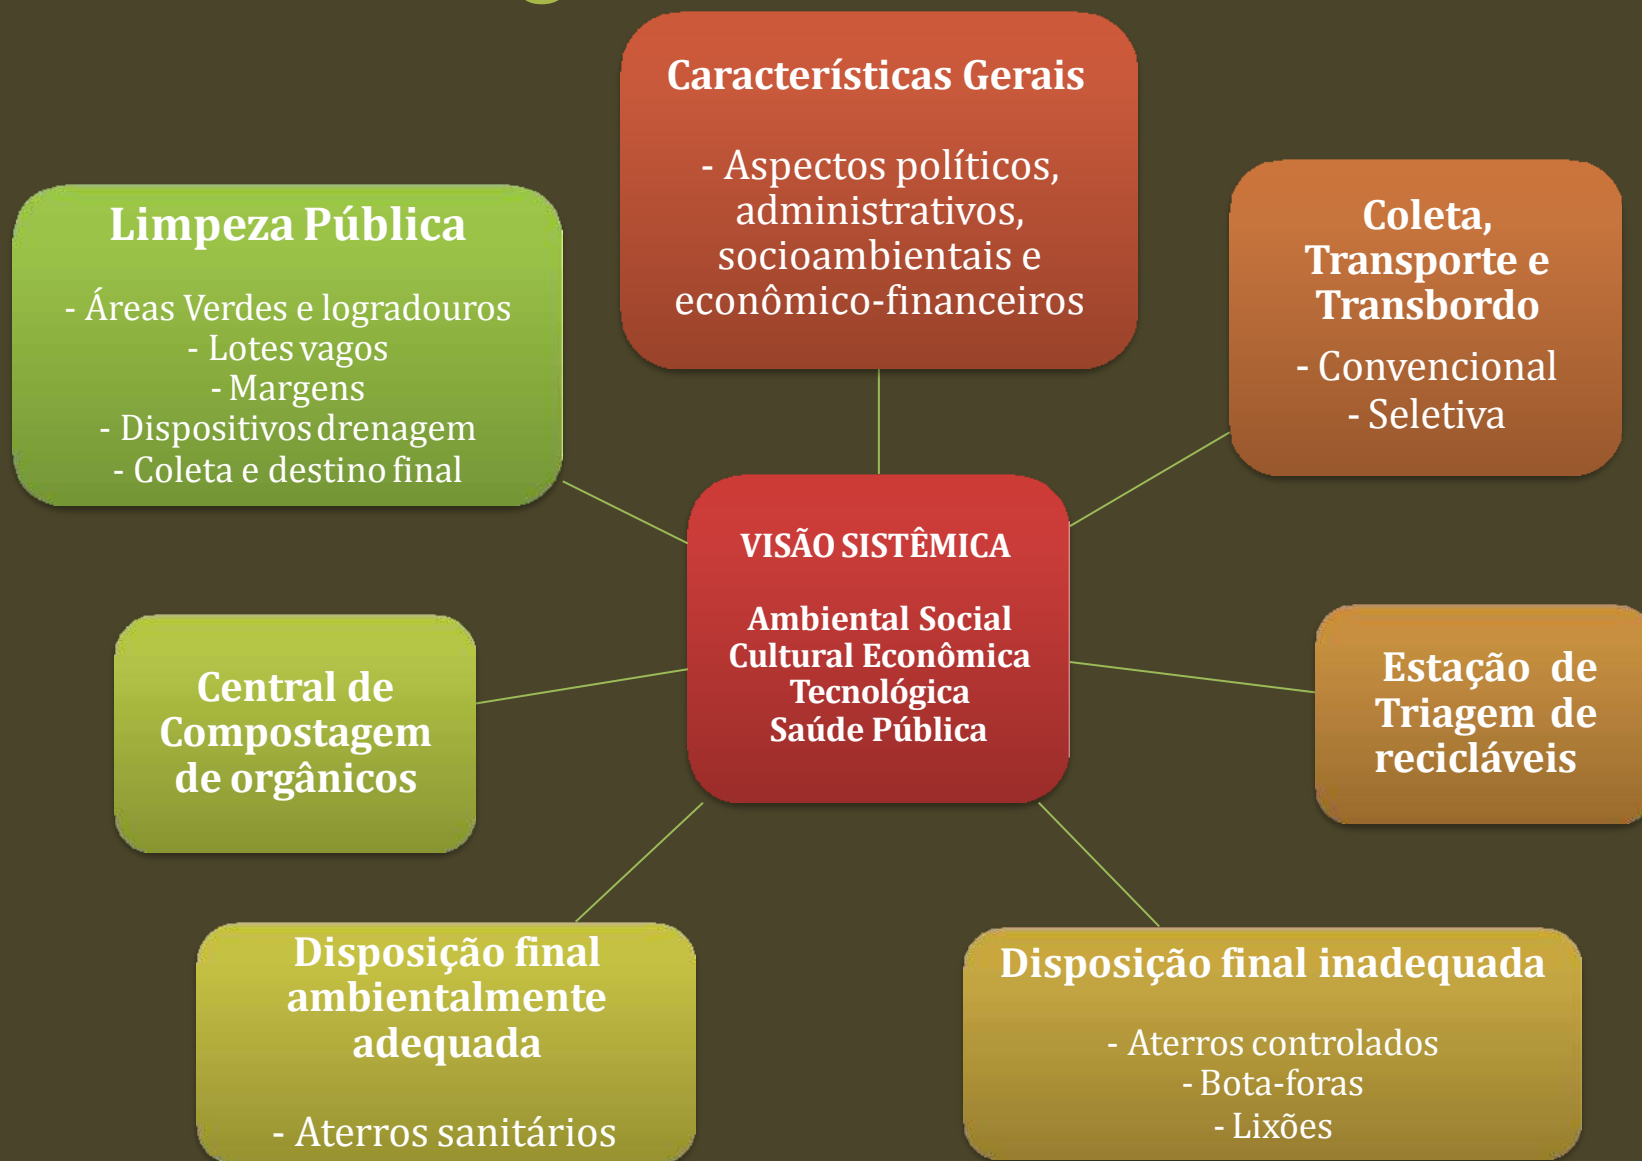 Características Gerais
- Aspectos políticos,
administrativos,
socioambientais e
econômico-financeiros
Limpeza Pública
- Áreas Verdes e logradouros
- Lotes vagos
- Margens
- Dispositivos drenagem
- Coleta e destino final
Coleta,
Transporte e
Transbordo
- Convencional
- Seletiva
VISÃO SISTÊMICA
Ambiental Social
Cultural Econômica
Tecnológica
Saúde Pública
Central de
Compostagem
de orgânicos
Estação de
Triagem de
recicláveis
Disposição final
ambientalmente
adequada
- Aterros sanitários
Disposição final inadequada
- Aterros controlados
- Bota-foras
- Lixões